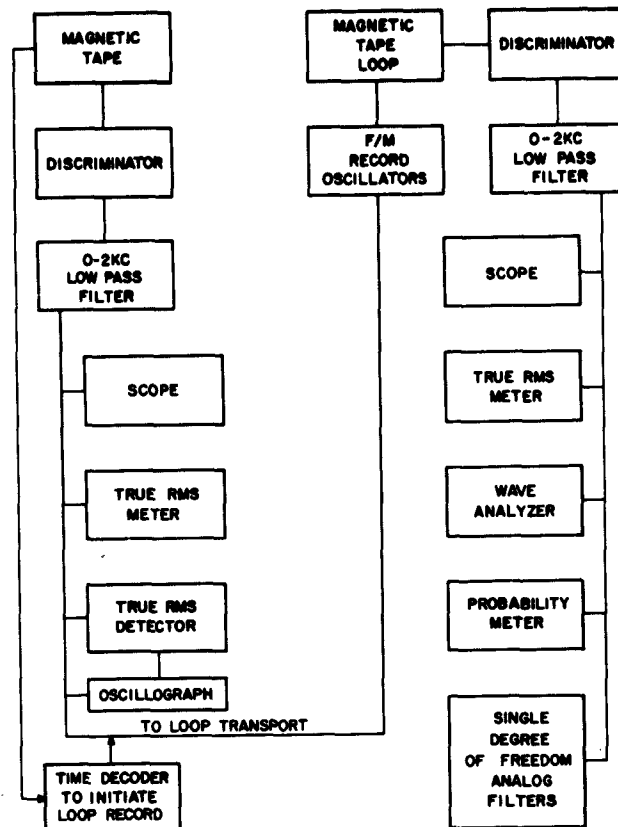 MAGNETIC
TAPE
DISCRIMINATOR
0-2KC
LOW PASS
FILTER
SCOPE
TRUE RMS
METER
TRUE RMS
DETECTOR
OSCILLOGRAPH
TO LOOP TRANSPORT
TIME DECODER
TO INITIATE
LOOP RECORD
MAGNETIC
TAPE
LOOP
F/M
RECORD
OSCILLATORS
DISCRIMINATOR
0-2KC
LOW PASS
FILTER
SCOPE
TRUE RMS
METER
WAVE
ANALYZER
PROBABILITY
METER
SINGLE
DEGREE
OF FREEDOM
ANALOG
FILTERS